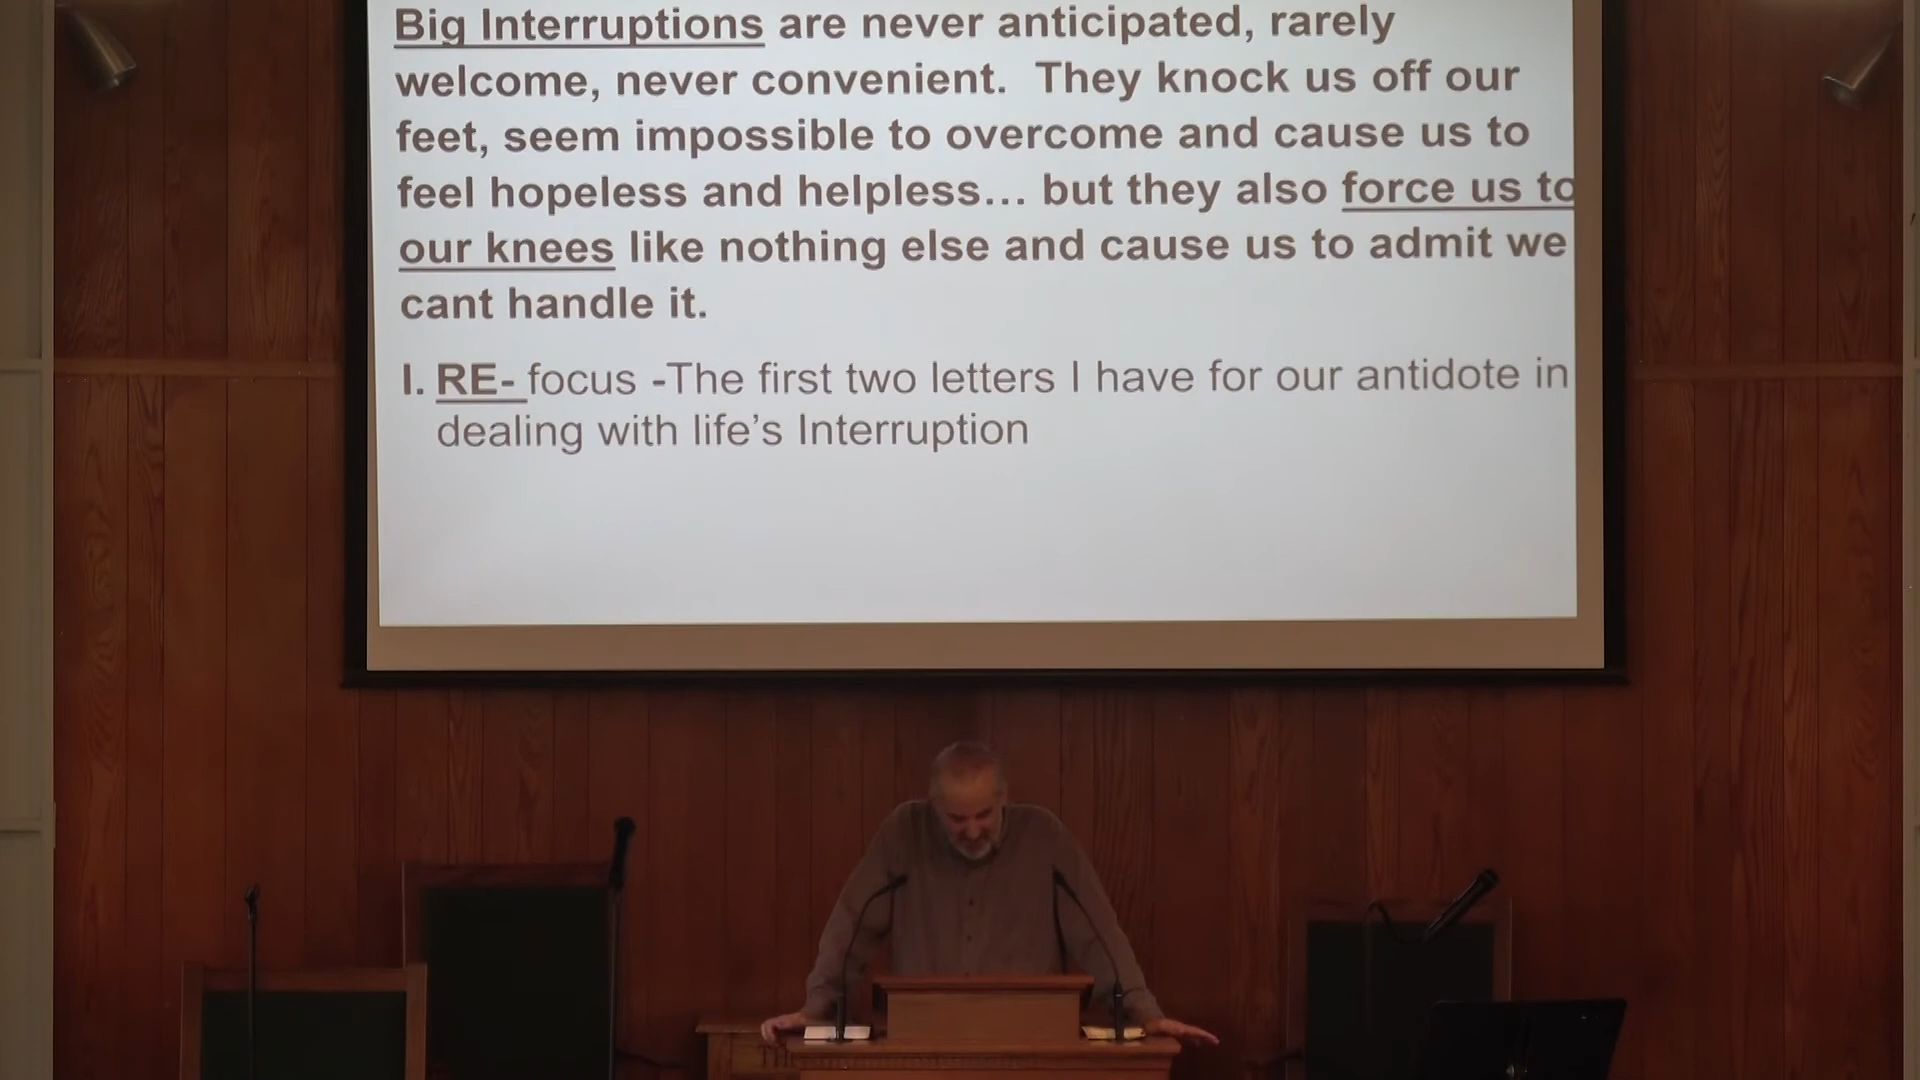 Big Interruptions are never anticipated, rarely
welcome, never convenient. They knock us off our
feet, seem impossible to overcome and cause us to
feel hopeless and helpless... but they also force us to
our knees like nothing else and cause us to admit we
cant handle it.
I. RE- focus -The first two letters I have for our antidote in
dealing with life’s Interruption